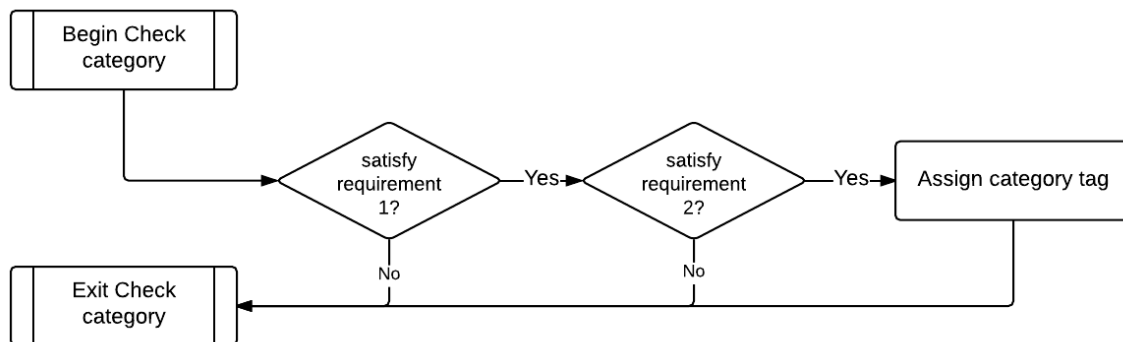 Begin Check
category
satisfy
requirement
1?
Yes
satisfy
requirement
2?
Yes
Assign category tag
No
No
Exit Check
category